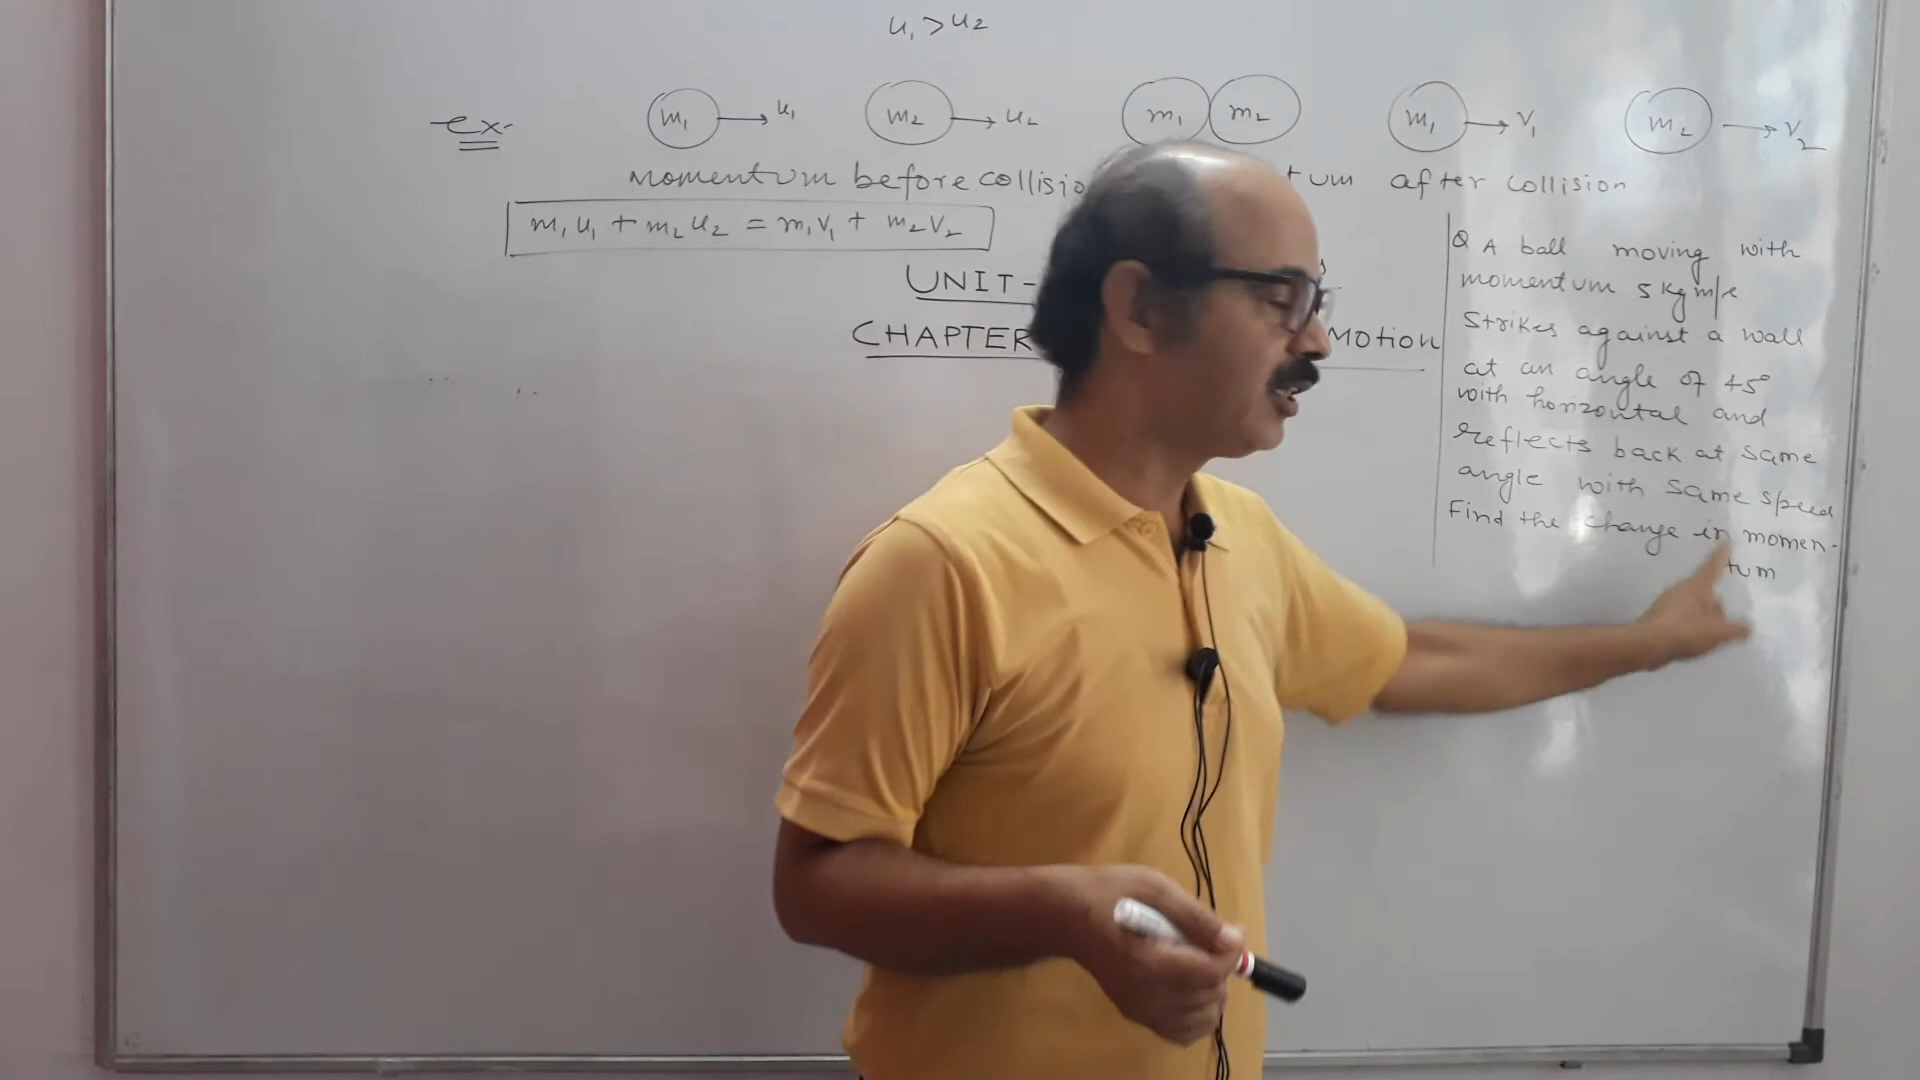 u₁ > u₂
ex-
m₁ → u₁ m₂ → u₂ m₁ m₂ m₁ → v₁ m₂ → v₂
Momentum before collisio tum after collision
m₁u₁ + m₂u₂ = m₁v₁ + m₂v₂
UNIT-
CHAPTER MOTION
Q A ball moving with
momentum 5 kg m/s
Strikes against a wall
at an angle of 45°
with horizontal and
reflects back at same
angle with same speed
Find the change in momen-
tum